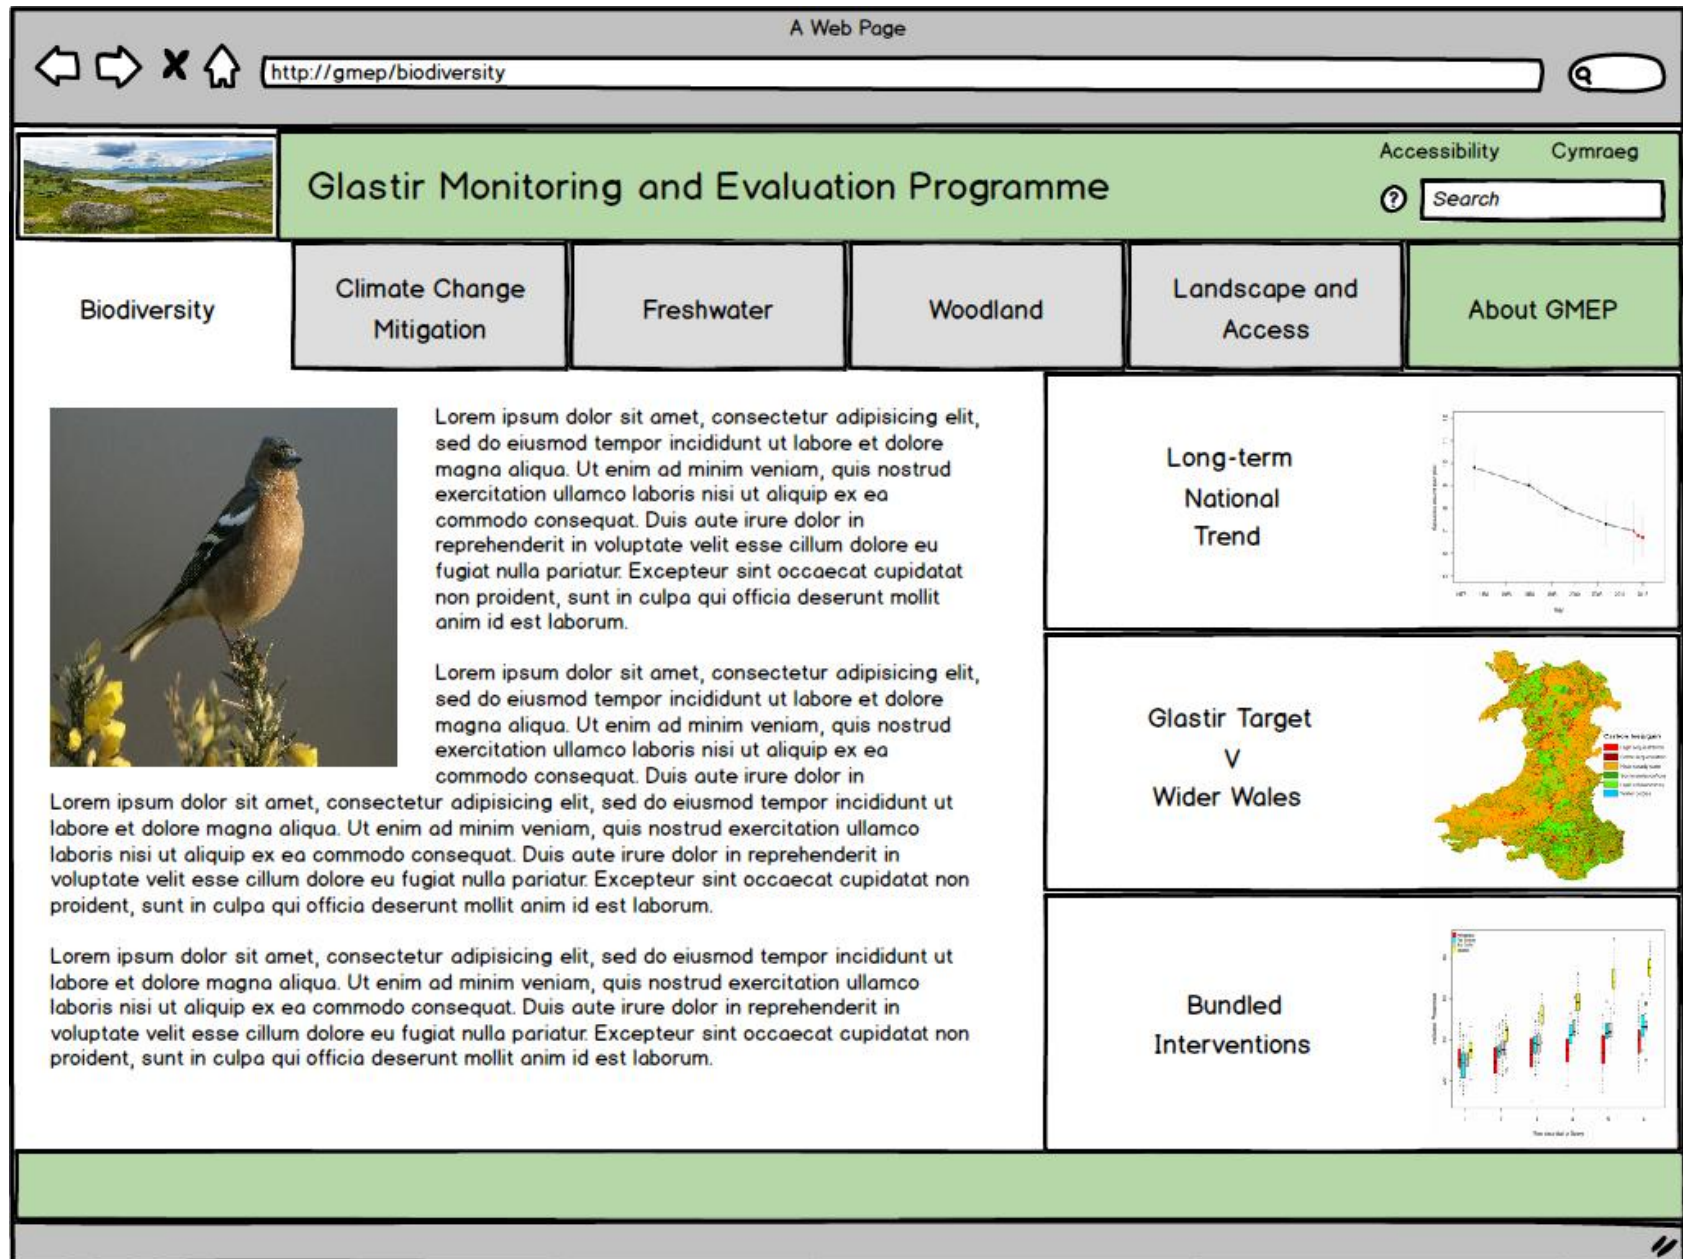 A Web Page
http://gmep/biodiversity
Accessibility
Cymraeg
Glastir Monitoring and Evaluation Programme
?
Search
Biodiversity
Climate Change
Mitigation
Freshwater
Woodland
Landscape and
Access
About GMEP
Lorem ipsum dolor sit amet, consectetur adipisicing elit,
sed do eiusmod tempor incididunt ut labore et dolore
magna aliqua. Ut enim ad minim veniam, quis nostrud
exercitation ullamco laboris nisi ut aliquip ex ea
commodo consequat. Duis aute irure dolor in
reprehenderit in voluptate velit esse cillum dolore eu
fugiat nulla pariatur. Excepteur sint occaecat cupidatat
non proident, sunt in culpa qui officia deserunt mollit
anim id est laborum.
Lorem ipsum dolor sit amet, consectetur adipisicing elit,
sed do eiusmod tempor incididunt ut labore et dolore
magna aliqua. Ut enim ad minim veniam, quis nostrud
exercitation ullamco laboris nisi ut aliquip ex ea
commodo consequat. Duis aute irure dolor in
Lorem ipsum dolor sit amet, consectetur adipisicing elit, sed do eiusmod tempor incididunt ut
labore et dolore magna aliqua. Ut enim ad minim veniam, quis nostrud exercitation ullamco
laboris nisi ut aliquip ex ea commodo consequat. Duis aute irure dolor in reprehenderit in
voluptate velit esse cillum dolore eu fugiat nulla pariatur. Excepteur sint occaecat cupidatat non
proident, sunt in culpa qui officia deserunt mollit anim id est laborum.
Lorem ipsum dolor sit amet, consectetur adipisicing elit, sed do eiusmod tempor incididunt ut
labore et dolore magna aliqua. Ut enim ad minim veniam, quis nostrud exercitation ullamco
laboris nisi ut aliquip ex ea commodo consequat. Duis aute irure dolor in reprehenderit in
voluptate velit esse cillum dolore eu fugiat nulla pariatur. Excepteur sint occaecat cupidatat non
proident, sunt in culpa qui officia deserunt mollit anim id est laborum.
Long-term
National
Trend
Glastir Target
V
Wider Wales
Bundled
Interventions